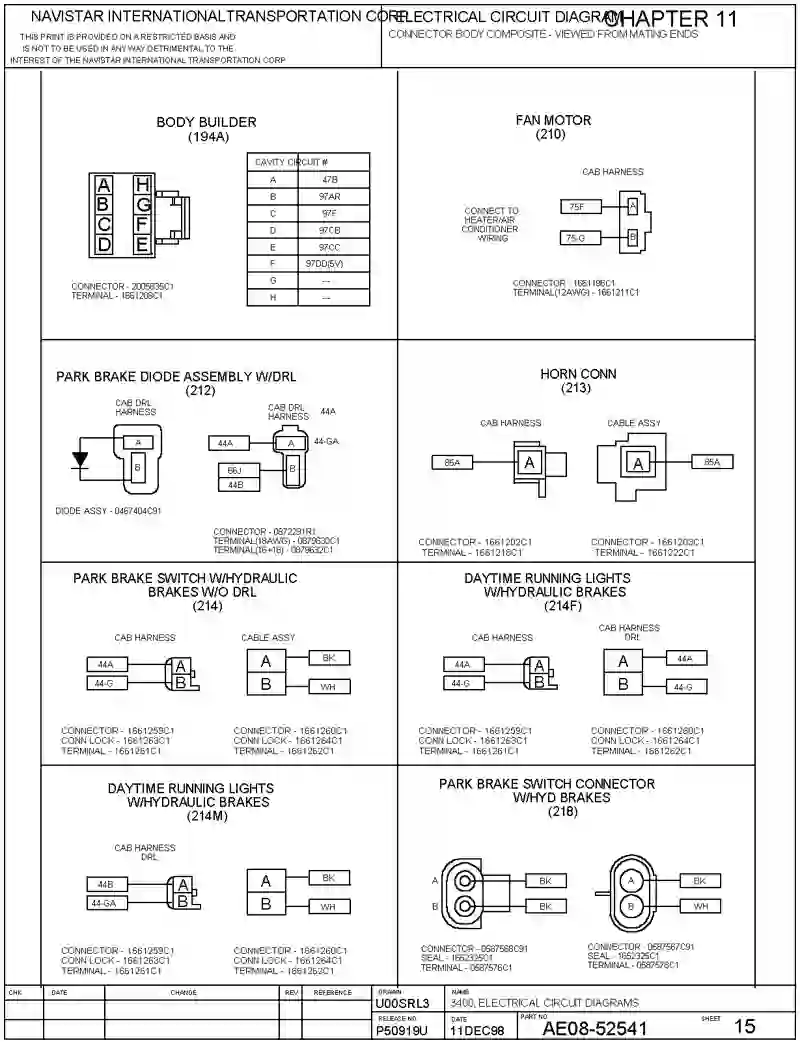 NAVISTAR INTERNATIONAL TRANSPORTATION CORP
THIS PRINT IS PROVIDED ON A RESTRICTED BASIS AND
IS NOT TO BE USED IN ANY WAY DETRIMENTAL TO THE
INTEREST OF THE NAVISTAR INTERNATIONAL TRANSPORTATION CORP
ELECTRICAL CIRCUIT DIAGRAM
CHAPTER 11
CONNECTOR BODY COMPOSITE - VIEWED FROM MATING ENDS
BODY BUILDER
(194A)
A H
B G
C F
D E
CAVITY CIRCUIT #
A 47B
B 97AR
C 97F
D 97CB
E 97CC
F 97DD(5V)
G ---
H ---
CONNECTOR - 2005835C1
TERMINAL - 1661208C1
FAN MOTOR
(210)
CAB HARNESS
CONNECT TO
HEATER/AIR
CONDITIONER
WIRING
75F A
75-G B
CONNECTOR - 1661196C1
TERMINAL(12AWG) - 1661211C1
PARK BRAKE DIODE ASSEMBLY W/DRL
(212)
CAB DRL
HARNESS
A
B
DIODE ASSY - 0467404C91
CAB DRL
HARNESS
44A
44A A 44-GA
86J B
44B
CONNECTOR - 0872291R1
TERMINAL(18AWG) - 0879630C1
TERMINAL(16+18) - 0879632C1
HORN CONN
(213)
CAB HARNESS
85A A
CABLE ASSY
A 85A
CONNECTOR - 1661202C1
TERMINAL - 1661218C1
CONNECTOR - 1661203C1
TERMINAL - 1661222C1
PARK BRAKE SWITCH W/HYDRAULIC
BRAKES W/O DRL
(214)
CAB HARNESS
44A A
44-G B
CABLE ASSY
A BK
B WH
CONNECTOR - 1661259C1
CONN LOCK - 1661263C1
TERMINAL - 1661261C1
CONNECTOR - 1661260C1
CONN LOCK - 1661264C1
TERMINAL - 1661262C1
DAYTIME RUNNING LIGHTS
W/HYDRAULIC BRAKES
(214F)
CAB HARNESS
44A A
44-G B
CAB HARNESS
DRL
A 44A
B 44-G
CONNECTOR - 1661259C1
CONN LOCK - 1661263C1
TERMINAL - 1661261C1
CONNECTOR - 1661260C1
CONN LOCK - 1661264C1
TERMINAL - 1661262C1
DAYTIME RUNNING LIGHTS
W/HYDRAULIC BRAKES
(214M)
CAB HARNESS
DRL
44B A
44-GA B
A BK
B WH
CONNECTOR - 1661259C1
CONN LOCK - 1661263C1
TERMINAL - 1661261C1
CONNECTOR - 1661260C1
CONN LOCK - 1661264C1
TERMINAL - 1661262C1
PARK BRAKE SWITCH CONNECTOR
W/HYD BRAKES
(218)
A BK
B BK
A BK
B WH
CONNECTOR - 0587568C91
SEAL - 1652325C1
TERMINAL - 0587576C1
CONNECTOR - 0587567C91
SEAL - 1652325C1
TERMINAL - 0587578C1
CHK DATE CHANGE REV REFERENCE
DRAWN
U00SRL3
NAME
3400, ELECTRICAL CIRCUIT DIAGRAMS
RELEASE NO.
P50919U
DATE
11DEC98
PART NO.
AE08-52541
SHEET 15